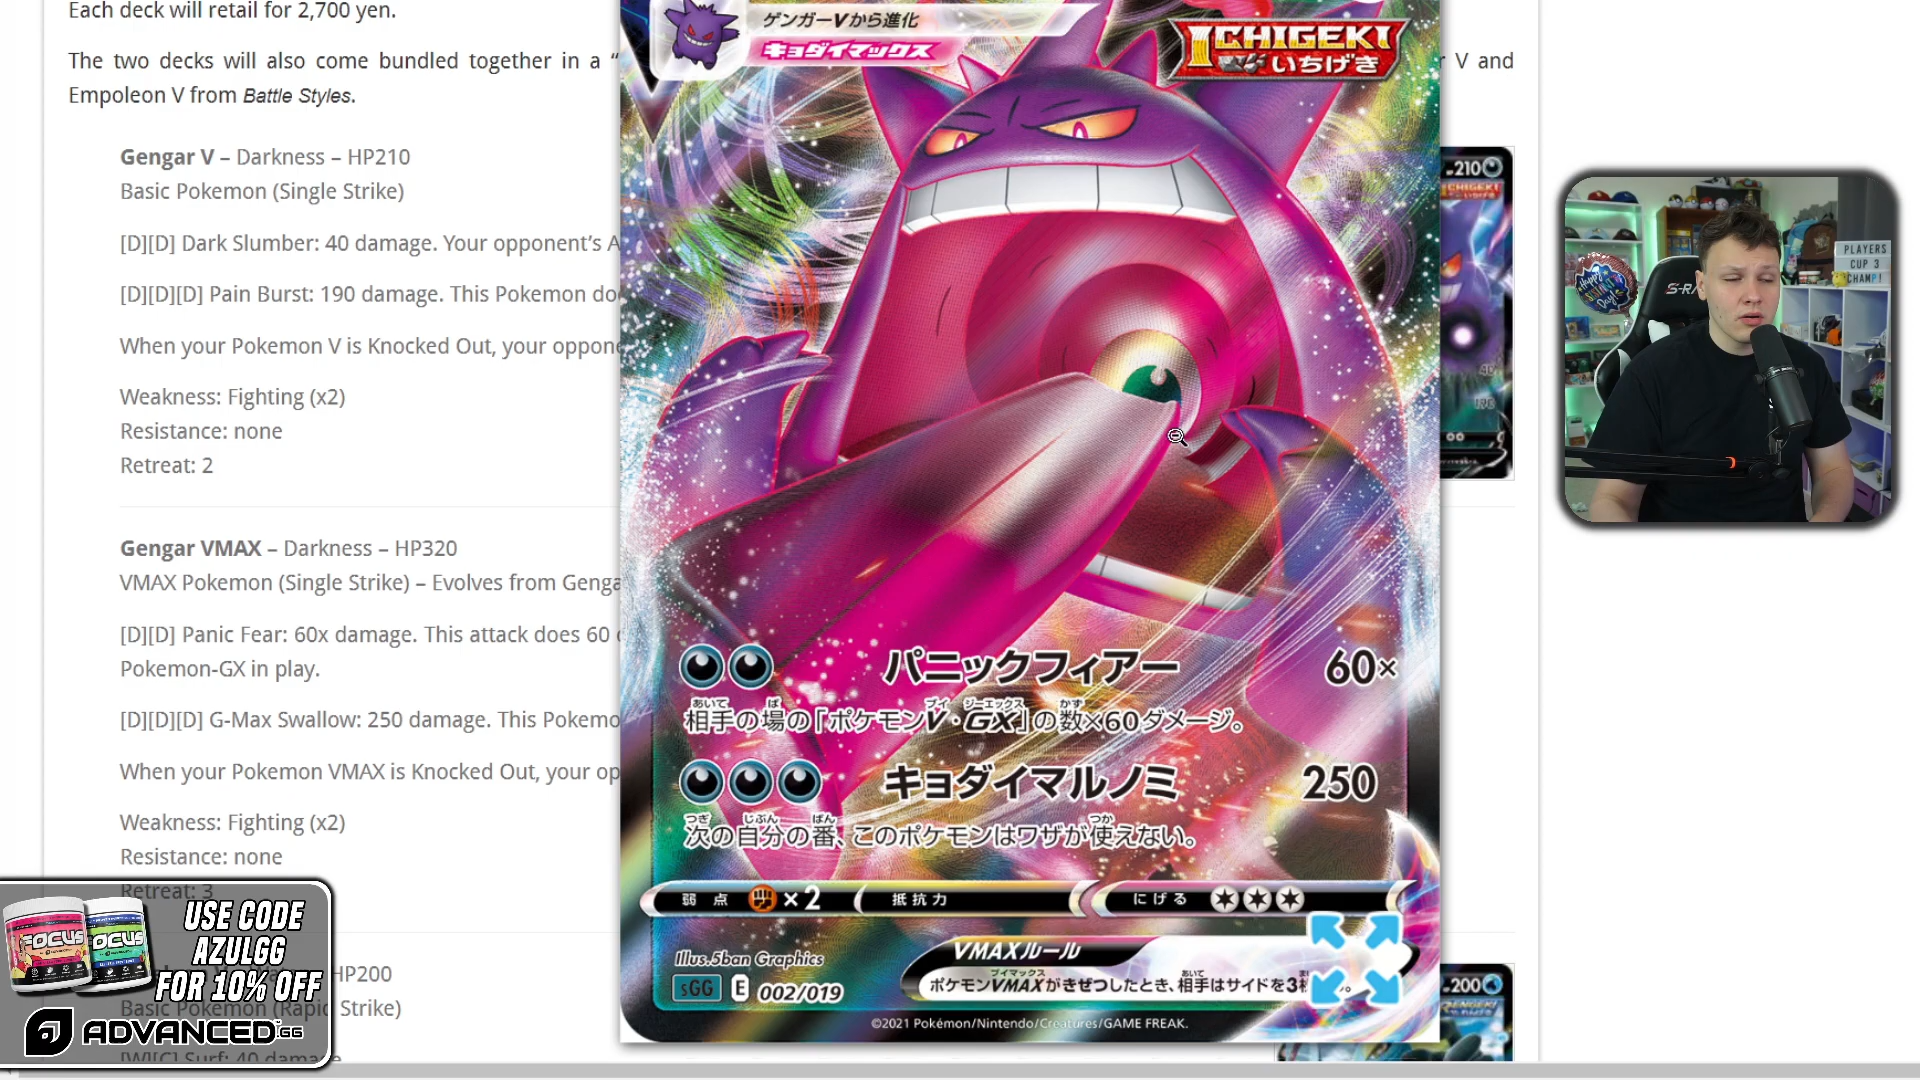 Each deck will retail for 2,700 yen.
The two decks will also come bundled together in a “
V and
Empoleon V from Battle Styles.
Gengar V – Darkness – HP210
Basic Pokemon (Single Strike)
[D][D] Dark Slumber: 40 damage. Your opponent’s A
[D][D][D] Pain Burst: 190 damage. This Pokemon do
When your Pokemon V is Knocked Out, your oppone
Weakness: Fighting (x2)
Resistance: none
Retreat: 2
Gengar VMAX – Darkness – HP320
VMAX Pokemon (Single Strike) – Evolves from Genga
[D][D] Panic Fear: 60x damage. This attack does 60
Pokemon-GX in play.
[D][D][D] G-Max Swallow: 250 damage. This Pokemo
When your Pokemon VMAX is Knocked Out, your op
Weakness: Fighting (x2)
Resistance: none
Retreat: 3
HP200
Basic Pokemon (Rapid Strike)
[W][C] Surf: 40 damage
ゲンガーVから進化
キョダイマックス
ICHIGEKI
いちげき
パニックフィアー 60×
相手の場の「ポケモンV・GX」の数×60ダメージ。
キョダイマルノミ 250
次の自分の番、このポケモンはワザが使えない。
弱点 ×2 抵抗力 にげる
Illus.5ban Graphics
sGG E 002/019
VMAXルール
ポケモンVMAXがきぜつしたとき、相手はサイドを3
©2021 Pokémon/Nintendo/Creatures/GAME FREAK.
210
ICHIGEKI
200
PLAYERS
CUP 3
CHAMP!
S-RA
FOCUS
FOCUS
USE CODE
AZULGG
FOR 10% OFF
ADVANCED.GG